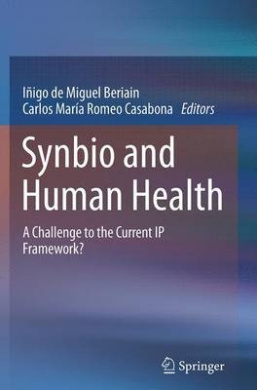 Iñigo de Miguel Beriain
Carlos María Romeo Casabona   Editors
Synbio and
Human Health
A Challenge to the Current IP
Framework?
Springer